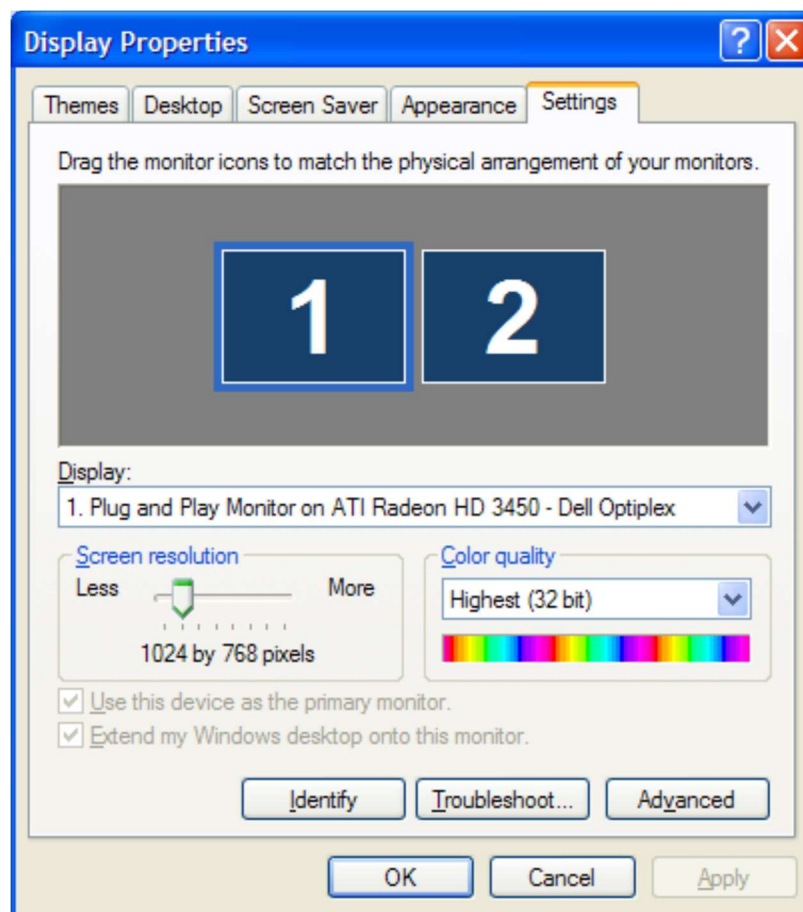 Display Properties
?
Themes Desktop Screen Saver Appearance Settings
Drag the monitor icons to match the physical arrangement of your monitors.
1 2
Display:
1. Plug and Play Monitor on ATI Radeon HD 3450 - Dell Optiplex
Screen resolution Color quality
Less More Highest (32 bit)
1024 by 768 pixels
Use this device as the primary monitor.
Extend my Windows desktop onto this monitor.
Identify Troubleshoot... Advanced
OK Cancel Apply